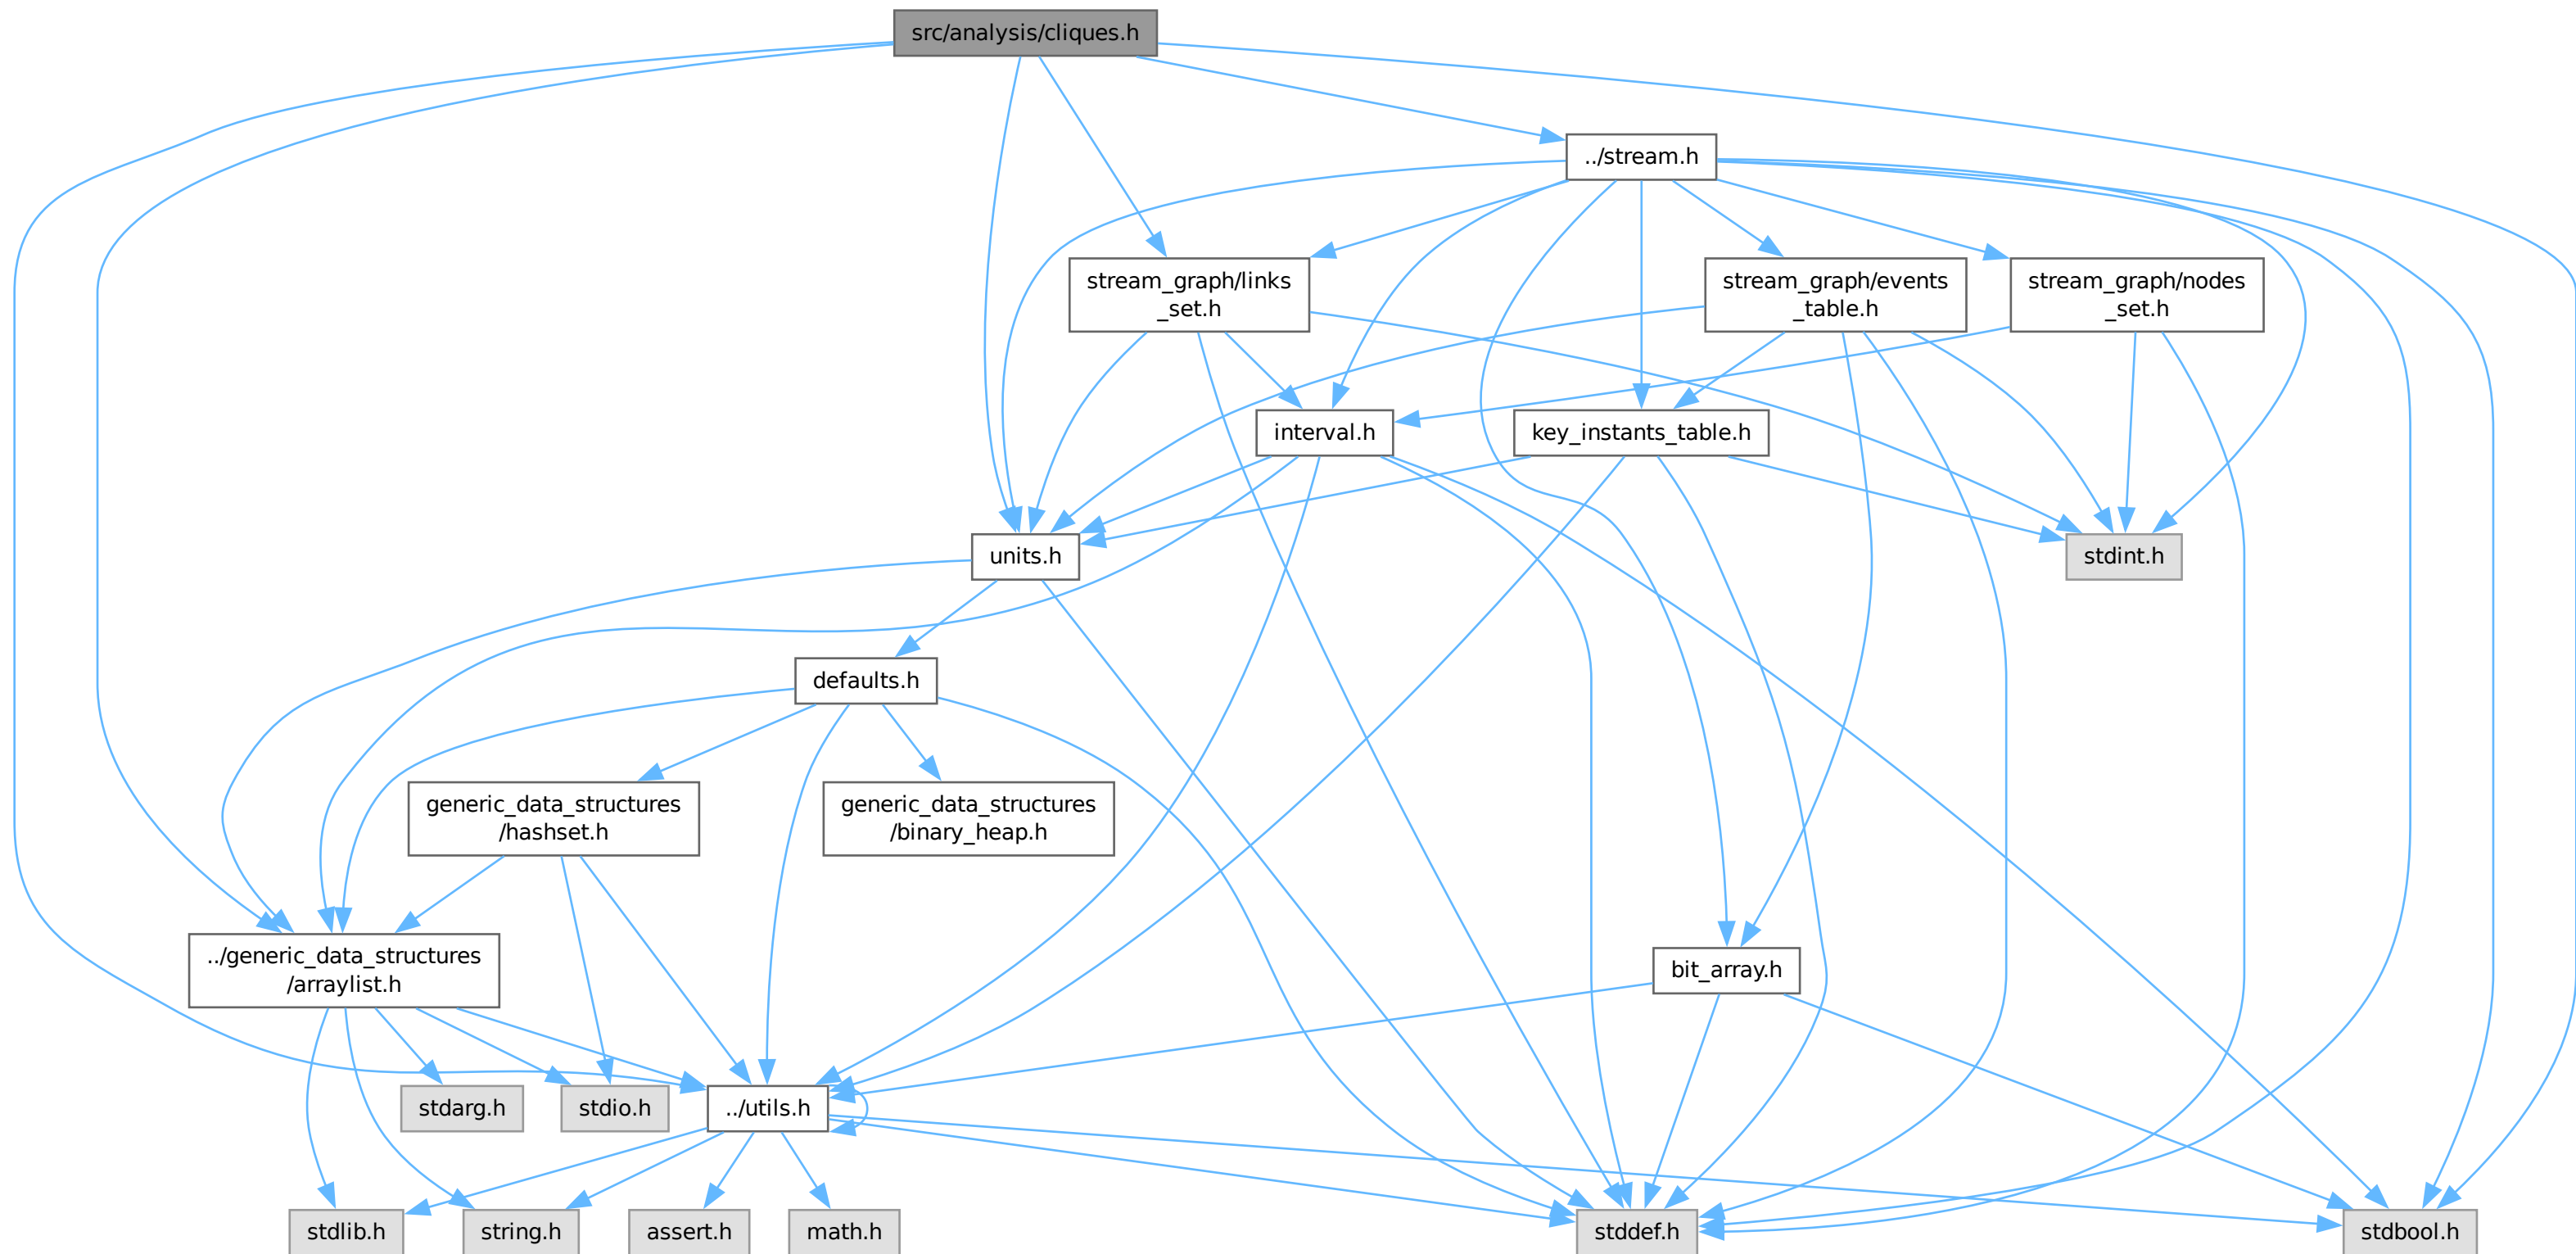 src/analysis/cliques.h
../stream.h
stream_graph/links
_set.h
stream_graph/events
_table.h
stream_graph/nodes
_set.h
interval.h
key_instants_table.h
units.h
stdint.h
defaults.h
generic_data_structures
/hashset.h
generic_data_structures
/binary_heap.h
../generic_data_structures
/arraylist.h
bit_array.h
stdarg.h
stdio.h
../utils.h
stdlib.h
string.h
assert.h
math.h
stddef.h
stdbool.h